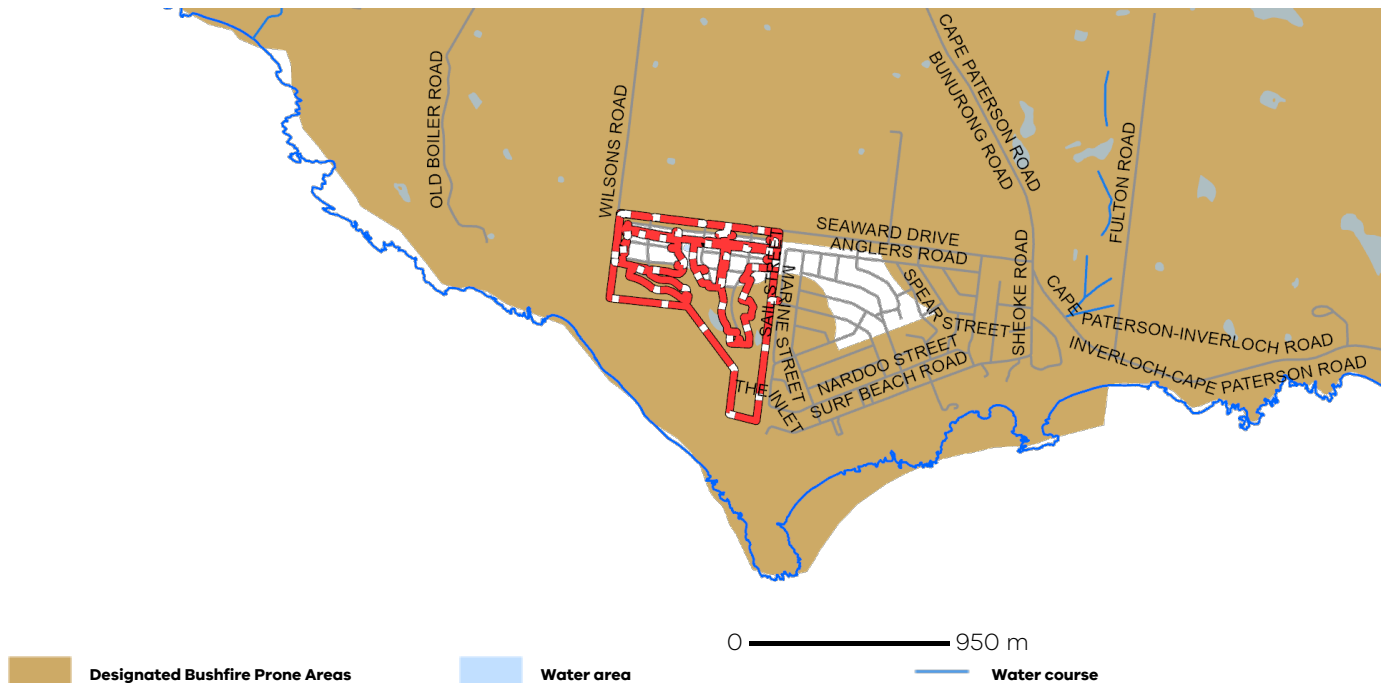 CAPE PATERSON ROAD
BUNURONG ROAD
OLD BOILER ROAD
WILSONS ROAD
FULTON ROAD
SEAWARD DRIVE
ANGLERS ROAD
SAILS STREET
MARINE STREET
SPEAR STREET
SHEOKE ROAD
CAPE PATERSON-INVERLOCH ROAD
INVERLOCH-CAPE PATERSON ROAD
NARDOO STREET
SURF BEACH ROAD
THE INLET
0 950 m
Designated Bushfire Prone Areas Water area Water course